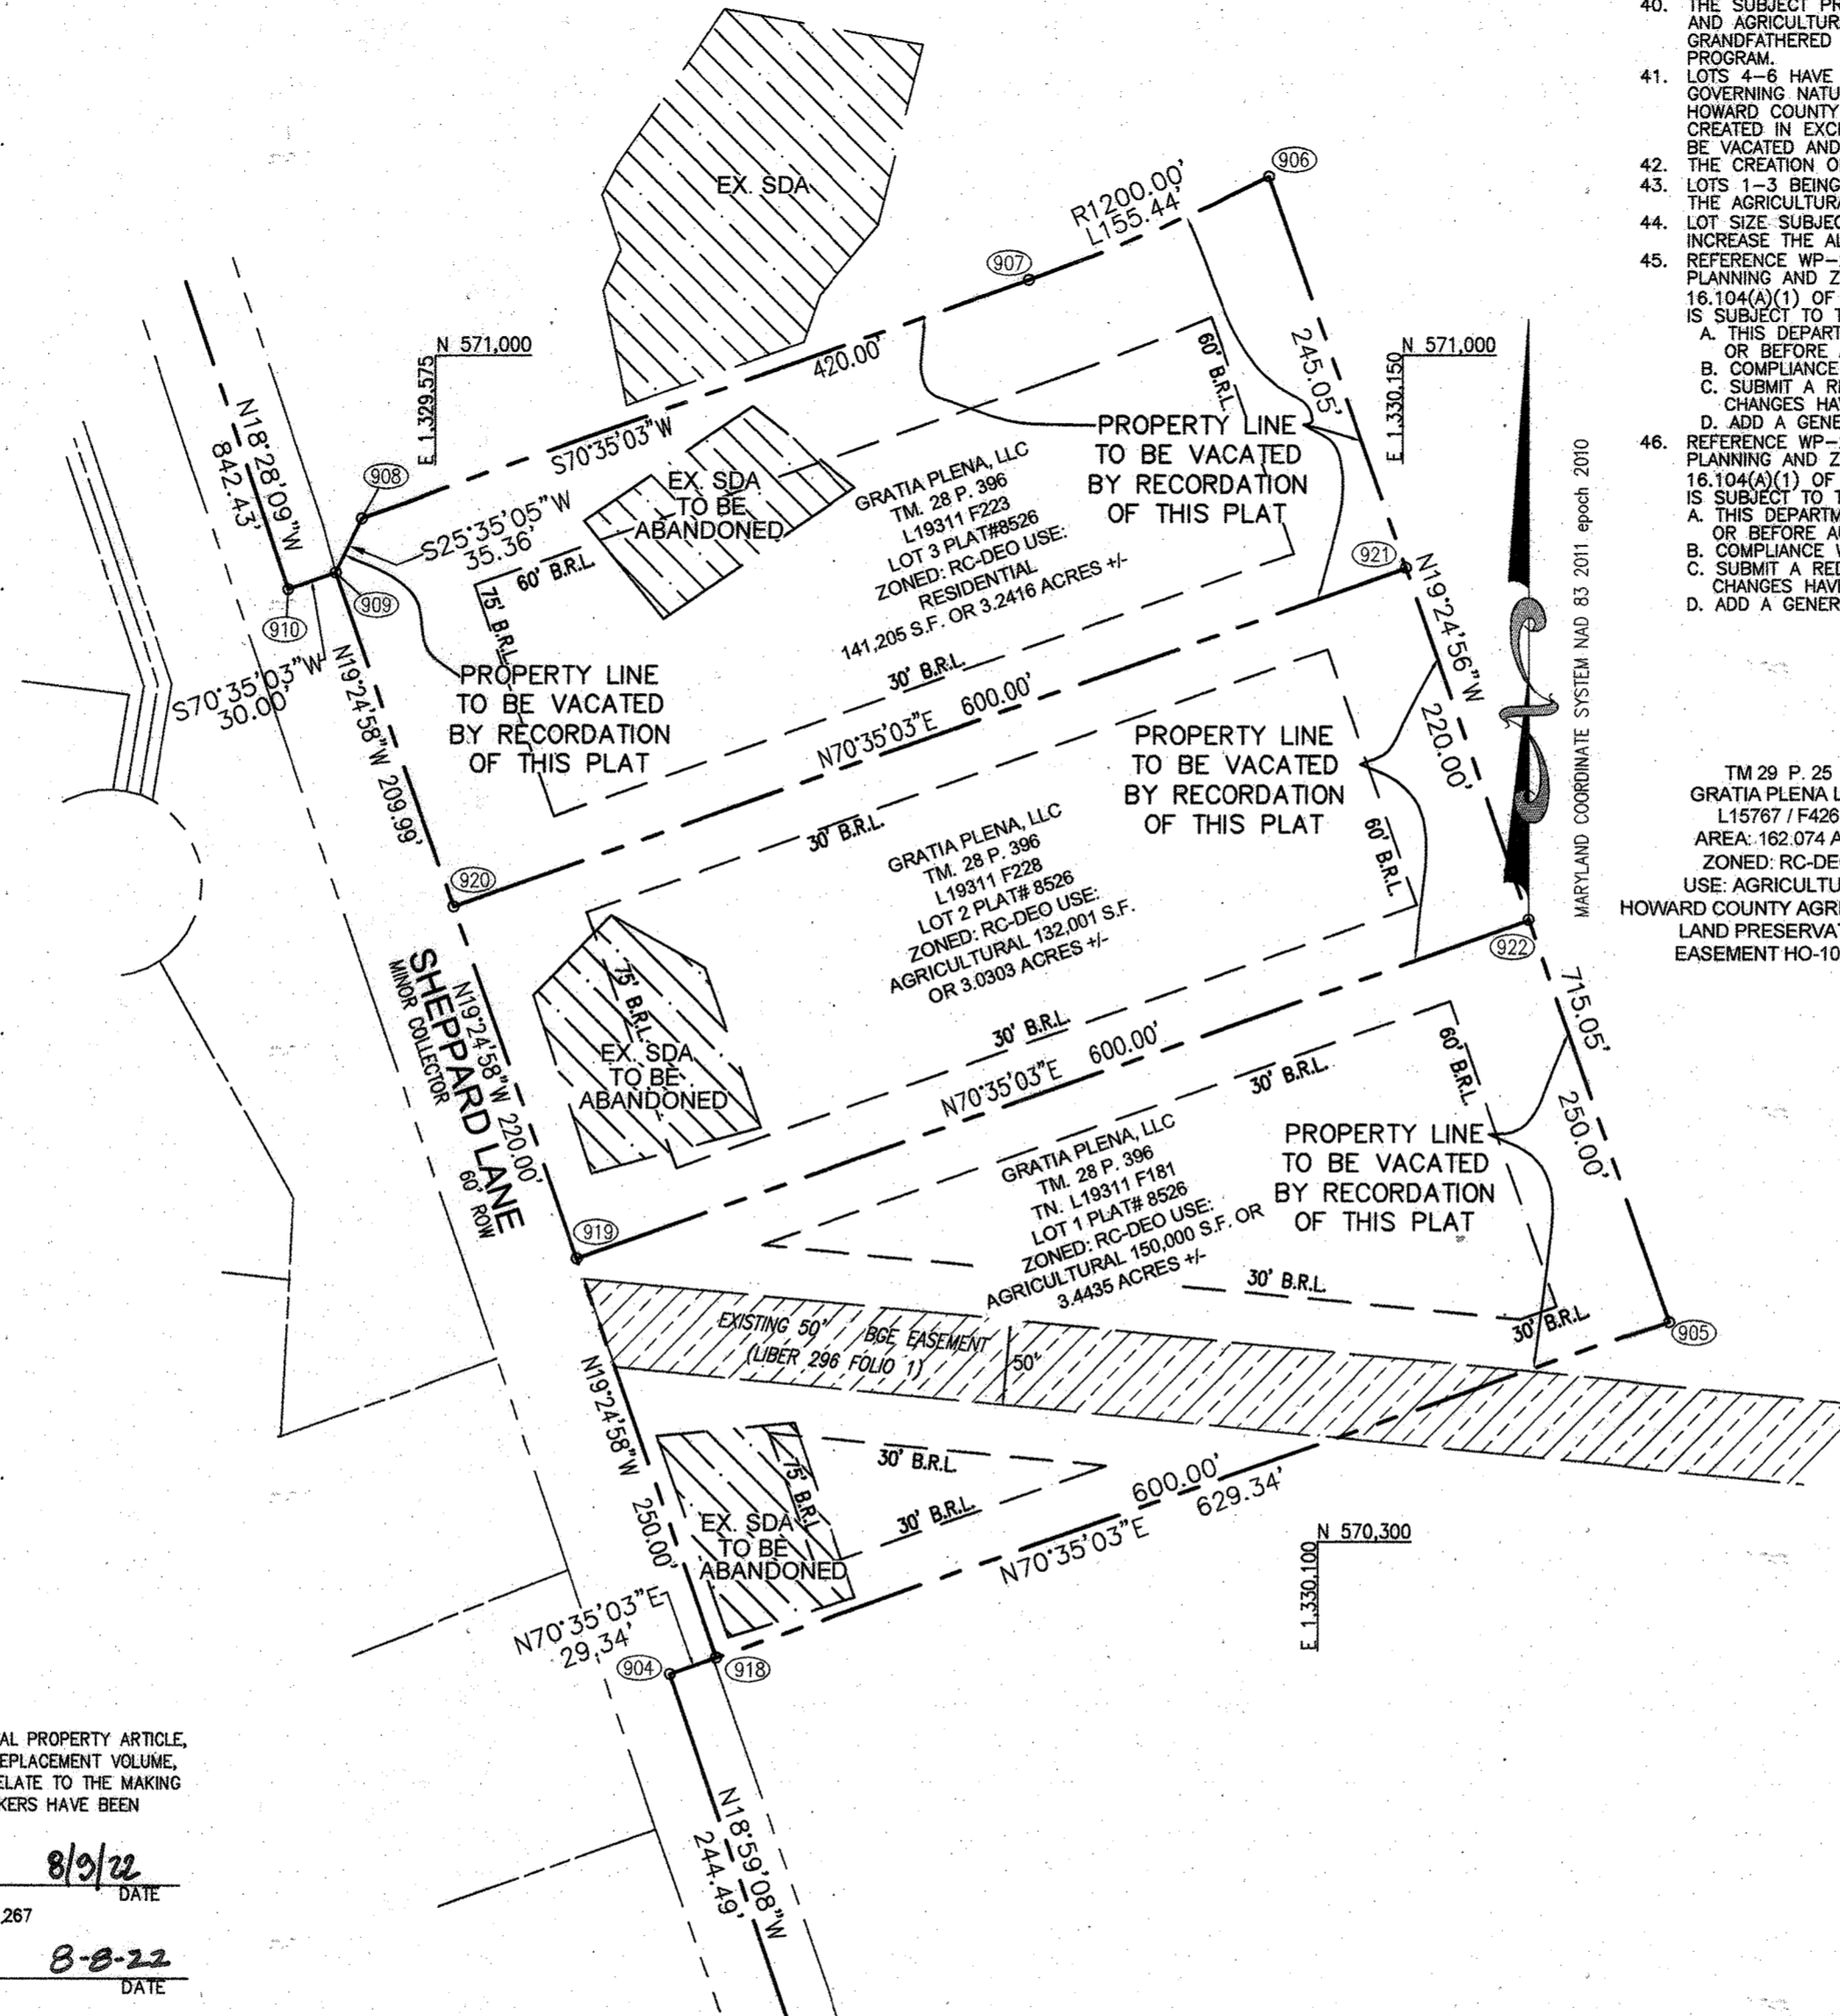 40. THE SUBJECT PR
AND AGRICULTUR
GRANDFATHERED
PROGRAM.
41. LOTS 4-6 HAVE
GOVERNING NATU
HOWARD COUNTY
CREATED IN EXC
BE VACATED AND
42. THE CREATION O
43. LOTS 1-3 BEING
THE AGRICULTURA
44. LOT SIZE SUBJEC
INCREASE THE AL
45. REFERENCE WP-
PLANNING AND Z
16.104(A)(1) OF
IS SUBJECT TO T
A. THIS DEPART
OR BEFORE
B. COMPLIANCE
C. SUBMIT A RE
CHANGES HA
D. ADD A GENE
46. REFERENCE WP-
PLANNING AND Z
16.104(A)(1) OF
IS SUBJECT TO T
A. THIS DEPARTM
OR BEFORE A
B. COMPLIANCE W
C. SUBMIT A RED
CHANGES HAVE
D. ADD A GENER
EX. SDA
906
R1200.00'
L155.44'
907
N 571,000
E 1,329,575
420.00'
S70°35'03"W
245.05'
60' B.R.L.
N 571,000
E 1,330,150
N18°28'09"W
842.43'
908
S25°35'05"W
35.36'
909
910
S70°35'03"W
30.00'
EX. SDA
TO BE
ABANDONED
60' B.R.L.
75' B.R.L.
GRATIA PLENA, LLC
TM. 28 P. 396
L19311 F223
LOT 3 PLAT#8526
ZONED: RC-DEO USE:
RESIDENTIAL
141,205 S.F. OR 3.2416 ACRES +/-
PROPERTY LINE
TO BE VACATED
BY RECORDATION
OF THIS PLAT
921
N19°24'56"W
220.00'
MARYLAND COORDINATE SYSTEM NAD 83 2011 epoch 2010
PROPERTY LINE
TO BE VACATED
BY RECORDATION
OF THIS PLAT
N19°24'58"W 209.99'
30' B.R.L.
N70°35'03"E 600.00'
30' B.R.L.
920
PROPERTY LINE
TO BE VACATED
BY RECORDATION
OF THIS PLAT
60' B.R.L.
GRATIA PLENA, LLC
TM. 28 P. 396
L19311 F228
LOT 2 PLAT# 8526
ZONED: RC-DEO USE:
AGRICULTURAL 132,001 S.F.
OR 3.0303 ACRES +/-
TM 29 P. 25
GRATIA PLENA L
L15767 / F426
AREA: 162.074 A
ZONED: RC-DE
USE: AGRICULTU
HOWARD COUNTY AGRI
LAND PRESERVAT
EASEMENT HO-10
922
SHEPPARD LANE
MINOR COLLECTOR
60' ROW
N19°24'58"W 220.00'
75' B.R.L.
EX. SDA
TO BE
ABANDONED
30' B.R.L.
N70°35'03"E 600.00'
30' B.R.L.
60' B.R.L.
715.05'
250.00'
PROPERTY LINE
TO BE VACATED
BY RECORDATION
OF THIS PLAT
GRATIA PLENA, LLC
TM. 28 P. 396
TN. L19311 F181
LOT 1 PLAT# 8526
ZONED: RC-DEO USE:
AGRICULTURAL 150,000 S.F. OR
3.4435 ACRES +/-
919
30' B.R.L.
30' B.R.L.
905
EXISTING 50' BGE EASEMENT
(LIBER 296 FOLIO 1)
50'
N19°24'58"W 250.00'
30' B.R.L.
75' B.R.L
30' B.R.L.
EX. SDA
TO BE
ABANDONED
600.00'
629.34'
N70°35'03"E
N 570,300
E 1,330,100
N70°35'03"E
29.34'
904
918
N18°59'08"W
244.49'
AL PROPERTY ARTICLE,
EPLACEMENT VOLUME,
ELATE TO THE MAKING
KERS HAVE BEEN
8/9/22
DATE
,267
8-8-22
DATE